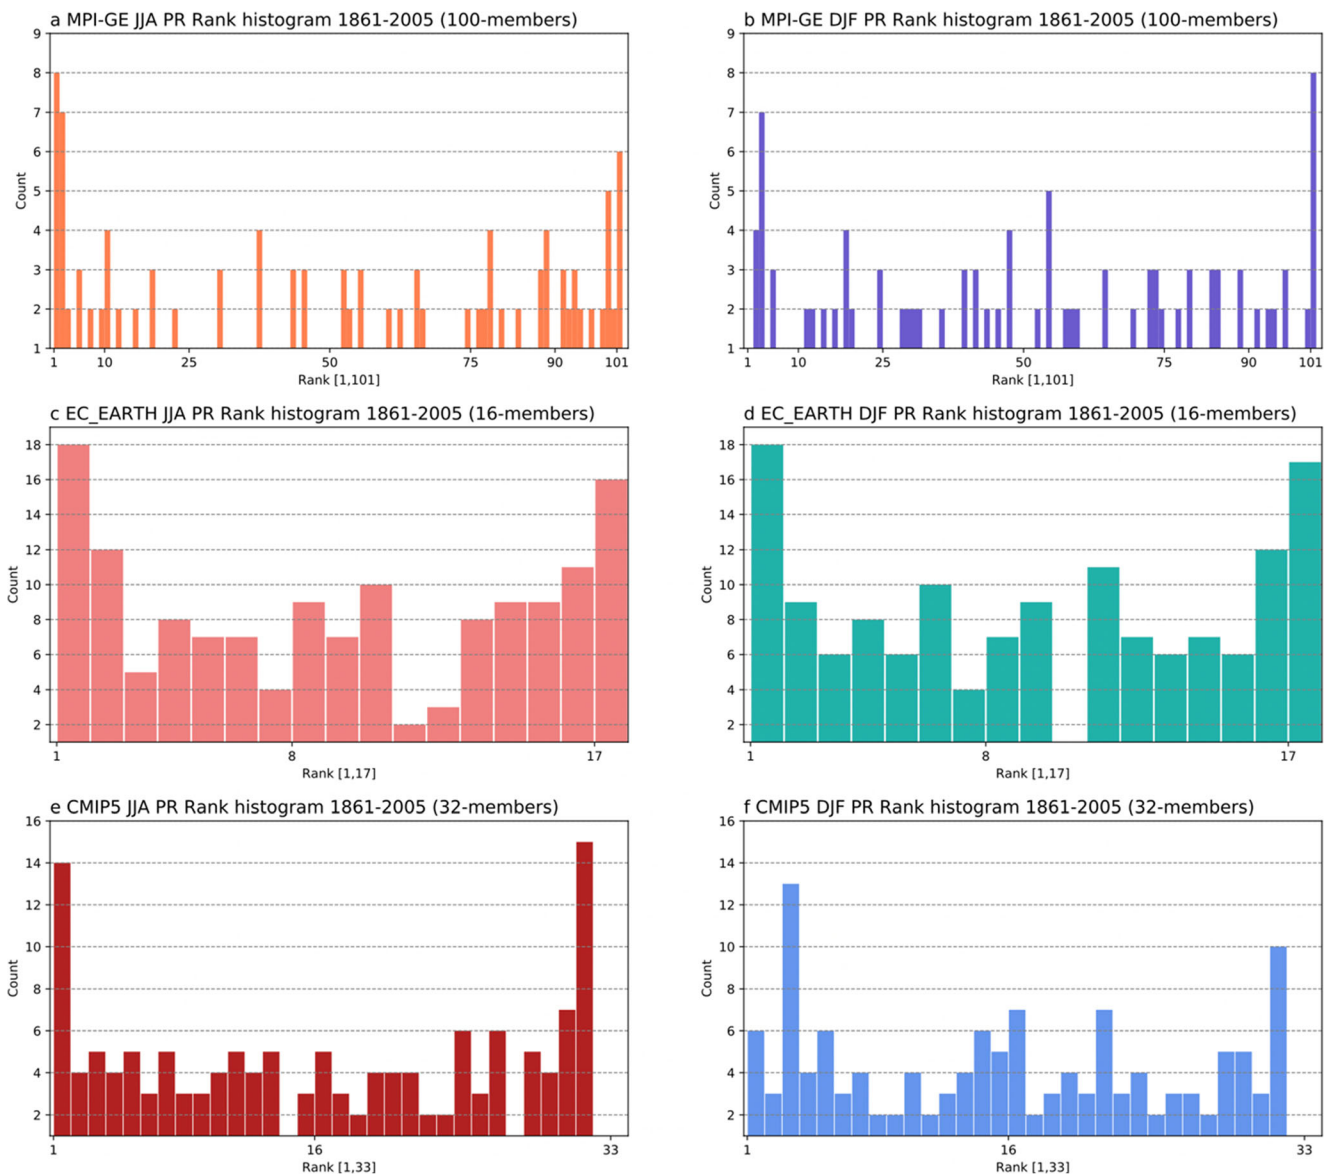 a MPI-GE JJA PR Rank histogram 1861-2005 (100-members)
9
8
7
6
5
4
3
2
1
Count
1 10 25 50 75 90 101
Rank [1,101]
b MPI-GE DJF PR Rank histogram 1861-2005 (100-members)
9
8
7
6
5
4
3
2
1
Count
1 10 25 50 75 90 101
Rank [1,101]
c EC_EARTH JJA PR Rank histogram 1861-2005 (16-members)
18
16
14
12
10
8
6
4
2
Count
1 8 17
Rank [1,17]
d EC_EARTH DJF PR Rank histogram 1861-2005 (16-members)
18
16
14
12
10
8
6
4
2
Count
1 8 17
Rank [1,17]
e CMIP5 JJA PR Rank histogram 1861-2005 (32-members)
16
14
12
10
8
6
4
2
Count
1 16 33
Rank [1,33]
f CMIP5 DJF PR Rank histogram 1861-2005 (32-members)
16
14
12
10
8
6
4
2
Count
1 16 33
Rank [1,33]